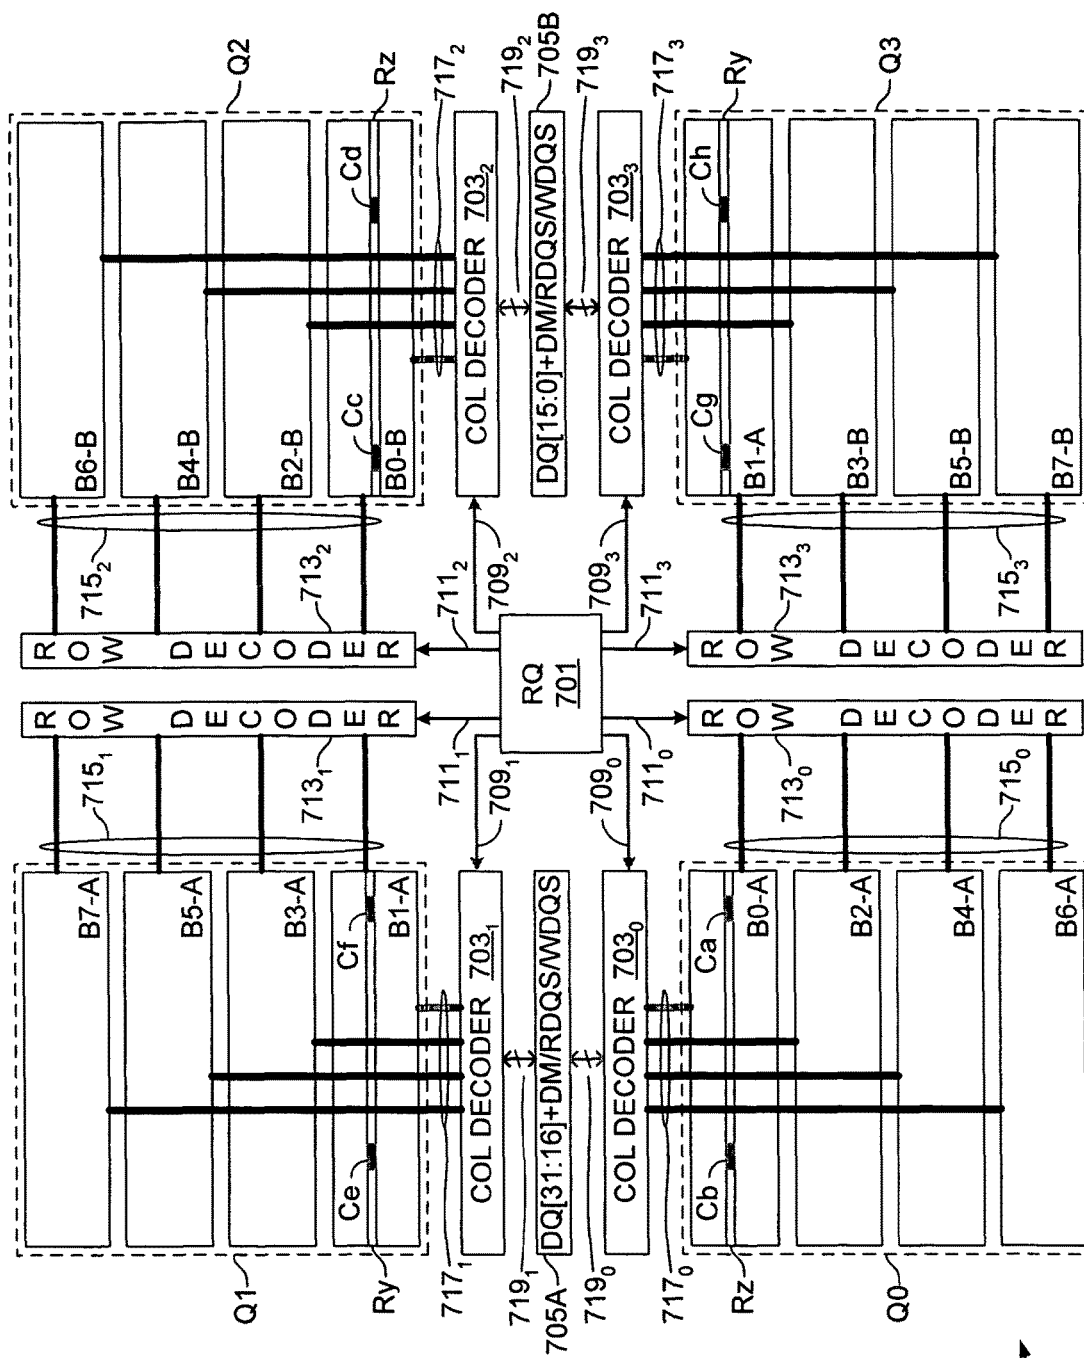 Q1
B7-A
B5-A
B3-A
Ce
Cf
B1-A
Ry
715₁
ROW DECODER
713₁
ROW DECODER
713₂
715₂
Q2
B6-B
B4-B
B2-B
Cc
Cd
B0-B
Rz
717₁
711₁
711₂
717₂
COL DECODER 703₁
709₁
709₂
COL DECODER 703₂
719₁
719₂
705A
DQ[31:16]+DM/RDQS/WDQS
RQ
701
DQ[15:0]+DM/RDQS/WDQS
705B
719₀
719₃
COL DECODER 703₀
709₀
709₃
COL DECODER 703₃
717₀
711₀
711₃
717₃
Rz
Cb
Ca
B0-A
B2-A
B4-A
B6-A
Q0
ROW DECODER
713₀
715₀
ROW DECODER
713₃
715₃
Ry
Cg
Ch
B1-A
B3-B
B5-B
B7-B
Q3